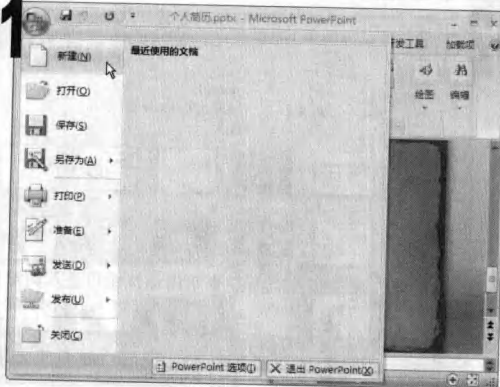 1
个人简历.pptx - Microsoft PowerPoint
开发工具 加载项
新建(N) 最近使用的文档
打开(O)
保存(S)
另存为(A)
打印(P)
准备(E)
发送(D)
发布(U)
关闭(C)
绘图 编辑
PowerPoint 选项(I) 退出 PowerPoint(X)